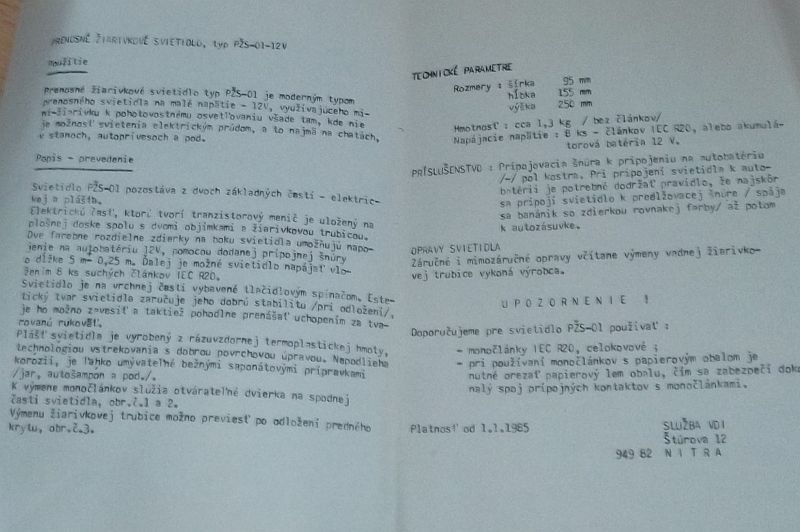 PRENOSNÉ ŽIARIVKOVÉ SVIETIDLO, typ PŽS-01-12V
Použitie
Prenosné žiarivkové svietidlo typ PŽS-01 je moderným typom
prenosného svietidla na malé napätie - 12V, využívajúceho mi-
ni-žiarivku k pohotovostnému osvetľovaniu všade tam, kde nie
je možnosť svietenia elektrickým prúdom, a to najmä na chatách,
v stanoch, autoprívesoch a pod.
Popis - prevedenie
Svietidlo PŽS-01 pozostáva z dvoch základných častí - elektric-
kej a plášťa.
Elektrickú časť, ktorú tvorí tranzistorový menič je uložený na
plošnej doske spolu s dvomi objímkami a žiarivkovou trubicou.
Dve farebne rozdielne zdierky na boku svietidla umožňujú napo-
jenie na autobatériu 12V, pomocou dodanej prípojnej šnúry
o dĺžke 5 m- 0,25 m. Ďalej je možné svietidlo napájať vlo-
žením 8 ks suchých článkov IEC R20.
Svietidlo je na vrchnej časti vybavené tlačidlovým spínačom. Este-
tický tvar svietidla zaručuje jeho dobrú stabilitu /pri odložení/,
je ho možno zavesiť a taktiež pohodlne prenášať uchopením za tva-
rovanú rukoväť.
Plášť svietidla je vyrobený z rázuvzdornej termoplastickej hmoty,
technológiou vstrekovania s dobrou povrchovou úpravou. Nepodlieha
korózii, je ľahko umývateľné bežnými saponátovými prípravkami
/jar, autošampon a pod./.
K výmene monočlánkov slúžia otvárateľné dvierka na spodnej
časti svietidla, obr.č.1 a 2.
Výmenu žiarivkovej trubice možno previesť po odložení predného
krytu, obr.č.3.
TECHNICKÉ PARAMETRE
Rozmery : šírka 95 mm
hĺbka 155 mm
výška 250 mm
Hmotnosť : cca 1,3 kg / bez článkov/
Napájacie napätie : 8 ks - článkov IEC R20, alebo akumulá-
torová batéria 12 V.
PRÍSLUŠENSTVO : Pripojovacia šnúra k pripojeniu na autobatériu
/-/ pol kostra. Pri pripojení svietidla k auto-
batérii je potrebné dodržať pravidlo, že najskôr
sa pripojí svietidlo k predlžovacej šnúre / spája
sa banánik so zdierkou rovnakej farby/ až potom
k autozásuvke.
OPRAVY SVIETIDLA
Záručné i mimozáručné opravy včítane výmeny vadnej žiarivko-
vej trubice vykoná výrobca.
U P O Z O R N E N I E !
Doporučujeme pre svietidlo PŽS-01 používať :
- monočlánky IEC R20, celokovové ;
- pri používaní monočlánkov s papierovým obalom je
nutné orezať papierový lem obalu, čím sa zabezpečí doko
nalý spoj prípojných kontaktov s monočlánkami.
Platnosť od 1.1.1985
SLUŽBA VDI
Štúrova 12
949 82 N I T R A